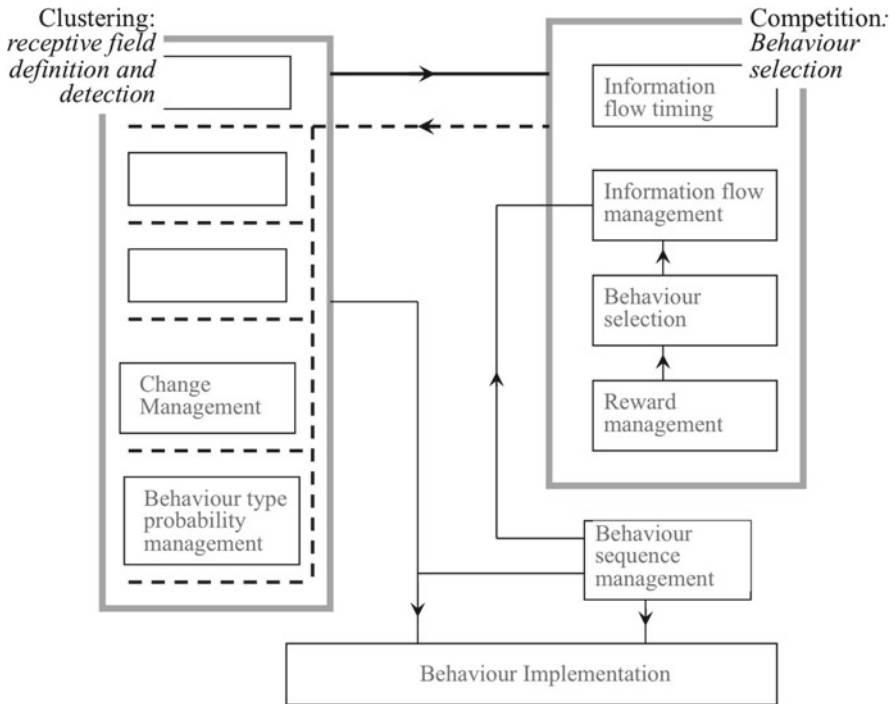 Clustering:
receptive field
definition and
detection
Change
Management
Behaviour type
probability
management
Competition:
Behaviour
selection
Information
flow timing
Information flow
management
Behaviour
selection
Reward
management
Behaviour
sequence
management
Behaviour Implementation